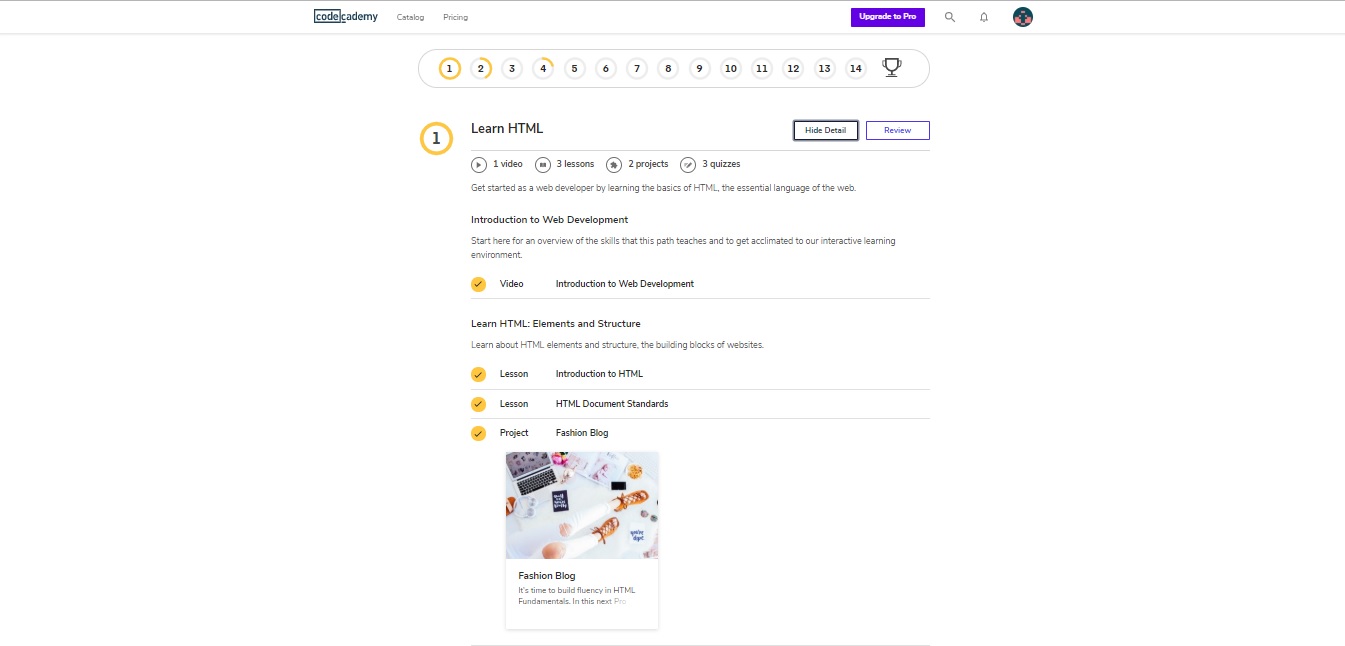 codecademy
Catalog
Pricing
Upgrade to Pro
1 2 3 4 5 6 7 8 9 10 11 12 13 14
1
Learn HTML
Hide Detail
Review
1 video
3 lessons
2 projects
3 quizzes
Get started as a web developer by learning the basics of HTML, the essential language of the web.
Introduction to Web Development
Start here for an overview of the skills that this path teaches and to get acclimated to our interactive learning
environment.
Video Introduction to Web Development
Learn HTML: Elements and Structure
Learn about HTML elements and structure, the building blocks of websites.
Lesson Introduction to HTML
Lesson HTML Document Standards
Project Fashion Blog
Fashion Blog
It's time to build fluency in HTML
Fundamentals. In this next Pro